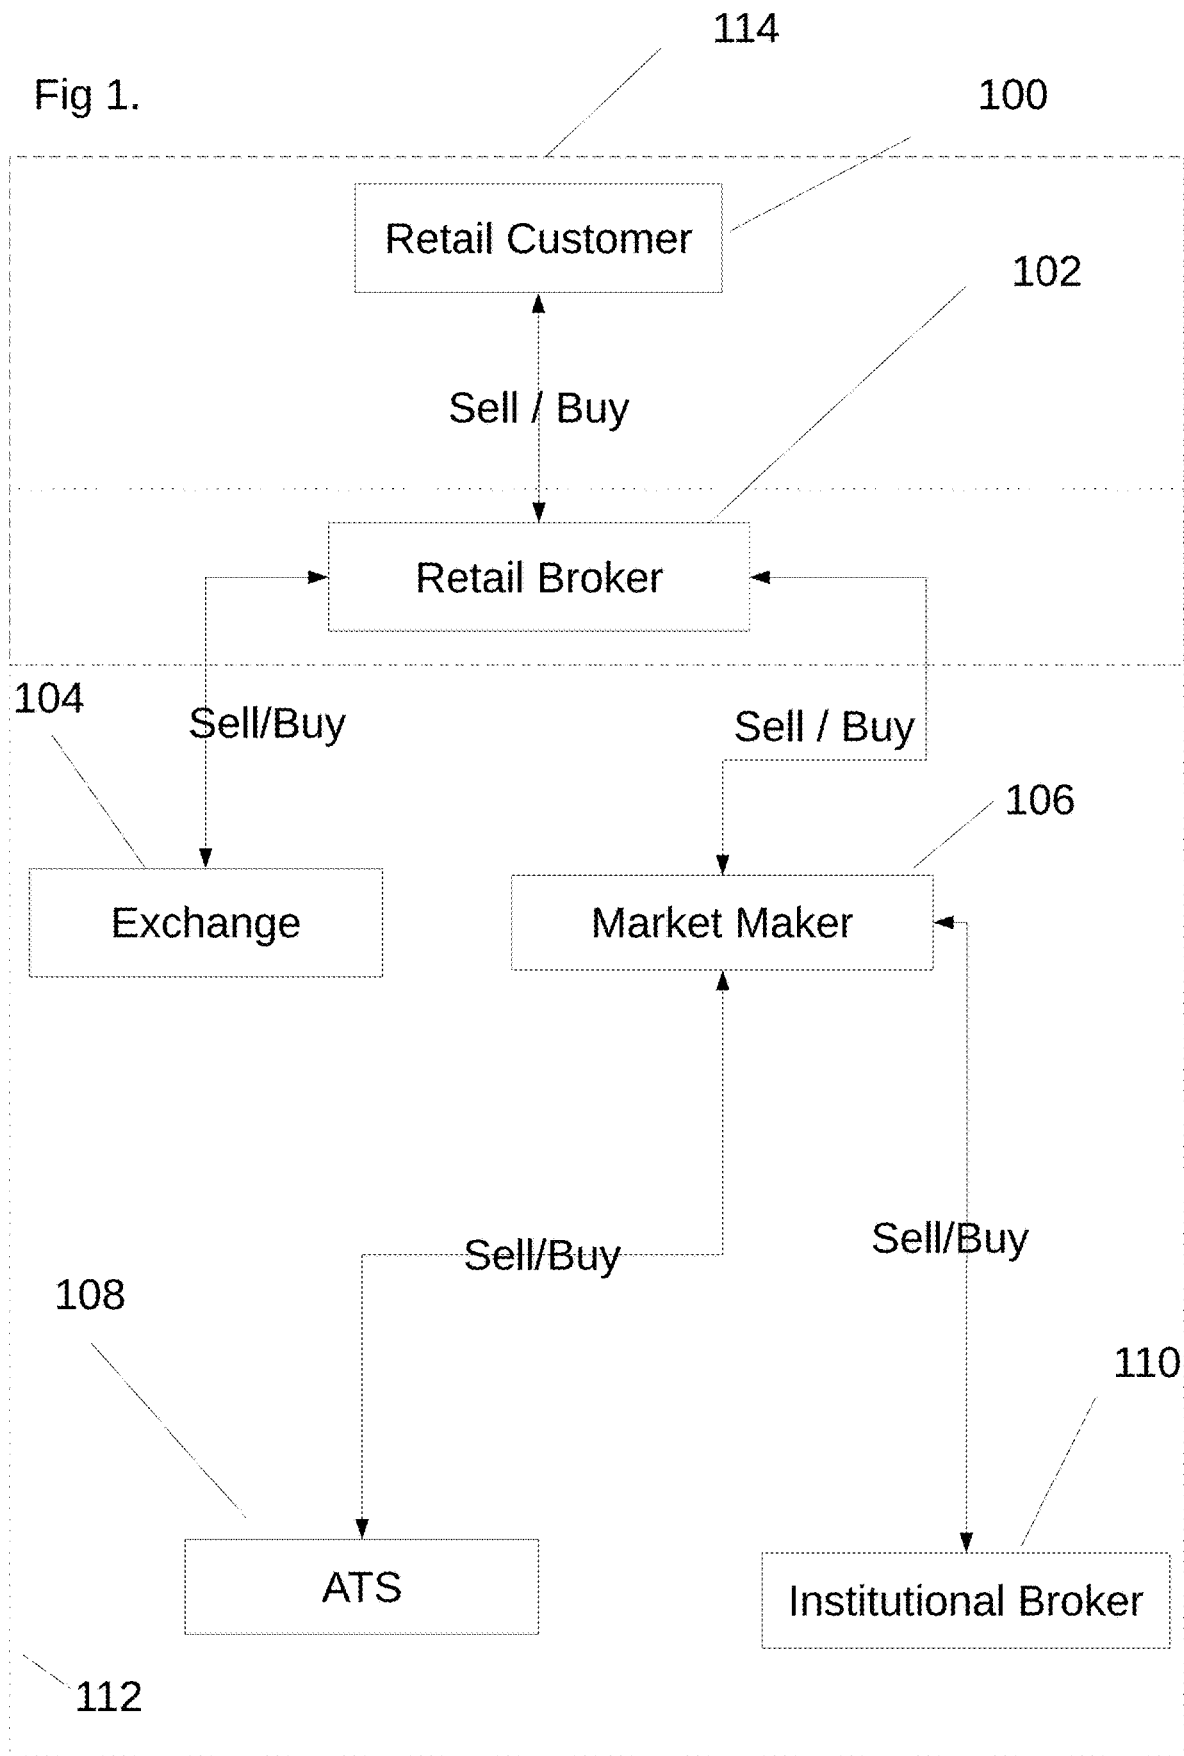 114
Fig 1.
100
Retail Customer
102
Sell / Buy
Retail Broker
104
Sell/Buy
Sell / Buy
106
Exchange
Market Maker
Sell/Buy
Sell/Buy
108
110
ATS
Institutional Broker
112